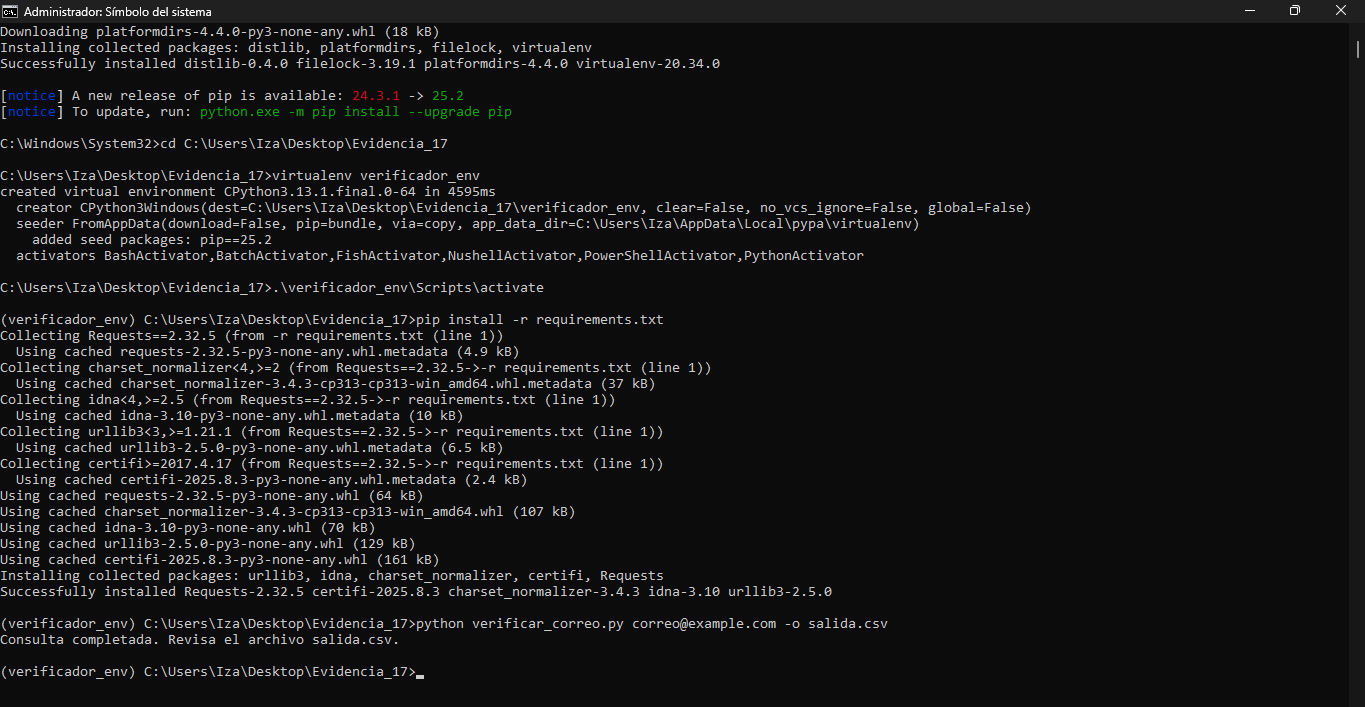 Administrador: Símbolo del sistema
Downloading platformdirs-4.4.0-py3-none-any.whl (18 kB)
Installing collected packages: distlib, platformdirs, filelock, virtualenv
Successfully installed distlib-0.4.0 filelock-3.19.1 platformdirs-4.4.0 virtualenv-20.34.0
[notice] A new release of pip is available: 24.3.1 -> 25.2
[notice] To update, run: python.exe -m pip install --upgrade pip
C:\Windows\System32>cd C:\Users\Iza\Desktop\Evidencia_17
C:\Users\Iza\Desktop\Evidencia_17>virtualenv verificador_env
created virtual environment CPython3.13.1.final.0-64 in 4595ms
  creator CPython3Windows(dest=C:\Users\Iza\Desktop\Evidencia_17\verificador_env, clear=False, no_vcs_ignore=False, global=False)
  seeder FromAppData(download=False, pip=bundle, via=copy, app_data_dir=C:\Users\Iza\AppData\Local\pypa\virtualenv)
    added seed packages: pip==25.2
  activators BashActivator,BatchActivator,FishActivator,NushellActivator,PowerShellActivator,PythonActivator
C:\Users\Iza\Desktop\Evidencia_17>.\verificador_env\Scripts\activate
(verificador_env) C:\Users\Iza\Desktop\Evidencia_17>pip install -r requirements.txt
Collecting Requests==2.32.5 (from -r requirements.txt (line 1))
  Using cached requests-2.32.5-py3-none-any.whl.metadata (4.9 kB)
Collecting charset_normalizer<4,>=2 (from Requests==2.32.5->-r requirements.txt (line 1))
  Using cached charset_normalizer-3.4.3-cp313-cp313-win_amd64.whl.metadata (37 kB)
Collecting idna<4,>=2.5 (from Requests==2.32.5->-r requirements.txt (line 1))
  Using cached idna-3.10-py3-none-any.whl.metadata (10 kB)
Collecting urllib3<3,>=1.21.1 (from Requests==2.32.5->-r requirements.txt (line 1))
  Using cached urllib3-2.5.0-py3-none-any.whl.metadata (6.5 kB)
Collecting certifi>=2017.4.17 (from Requests==2.32.5->-r requirements.txt (line 1))
  Using cached certifi-2025.8.3-py3-none-any.whl.metadata (2.4 kB)
Using cached requests-2.32.5-py3-none-any.whl (64 kB)
Using cached charset_normalizer-3.4.3-cp313-cp313-win_amd64.whl (107 kB)
Using cached idna-3.10-py3-none-any.whl (70 kB)
Using cached urllib3-2.5.0-py3-none-any.whl (129 kB)
Using cached certifi-2025.8.3-py3-none-any.whl (161 kB)
Installing collected packages: urllib3, idna, charset_normalizer, certifi, Requests
Successfully installed Requests-2.32.5 certifi-2025.8.3 charset_normalizer-3.4.3 idna-3.10 urllib3-2.5.0
(verificador_env) C:\Users\Iza\Desktop\Evidencia_17>python verificar_correo.py correo@example.com -o salida.csv
Consulta completada. Revisa el archivo salida.csv.
(verificador_env) C:\Users\Iza\Desktop\Evidencia_17>